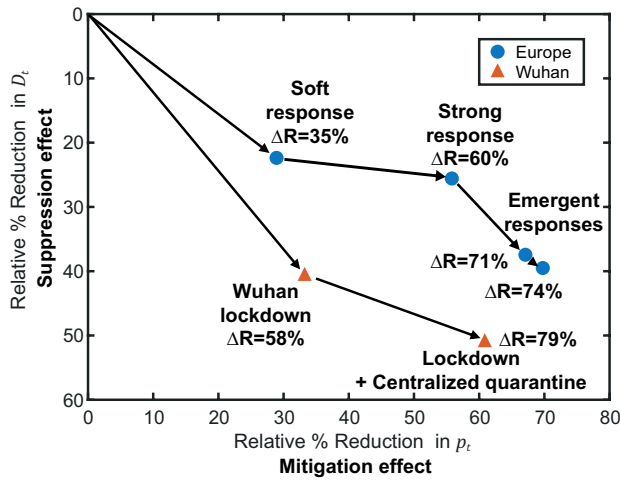 Europe
Wuhan
Soft
response
ΔR=35%
Strong
response
ΔR=60%
Emergent
responses
ΔR=71%
ΔR=74%
Wuhan
lockdown
ΔR=58%
ΔR=79%
Lockdown
+ Centralized quarantine
0
10
20
30
40
50
60
Relative % Reduction in D_t
Suppression effect
0 10 20 30 40 50 60 70 80
Relative % Reduction in p_t
Mitigation effect